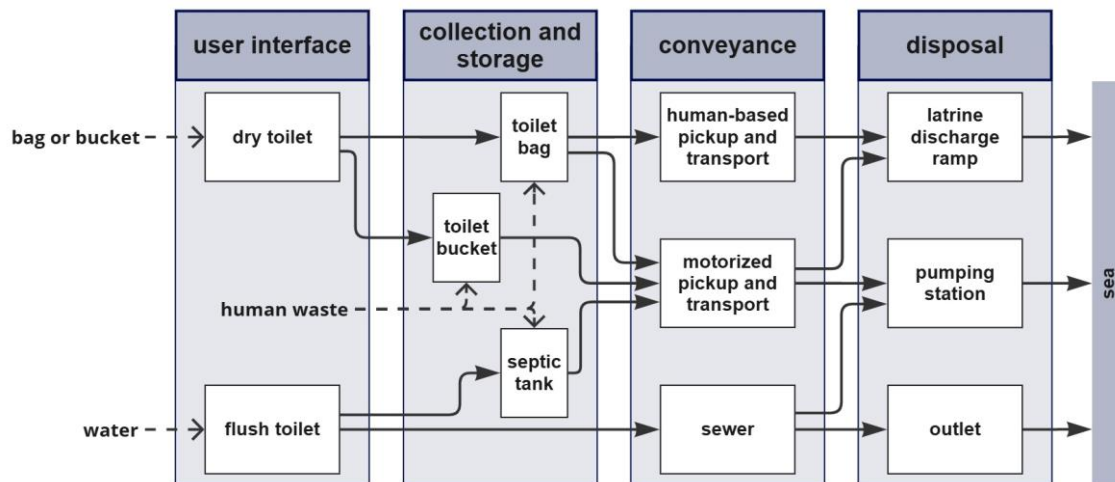 user interface
collection and
storage
conveyance
disposal
bag or bucket
dry toilet
toilet
bag
human-based
pickup and
transport
latrine
discharge
ramp
toilet
bucket
motorized
pickup and
transport
pumping
station
sea
human waste
septic
tank
water
flush toilet
sewer
outlet